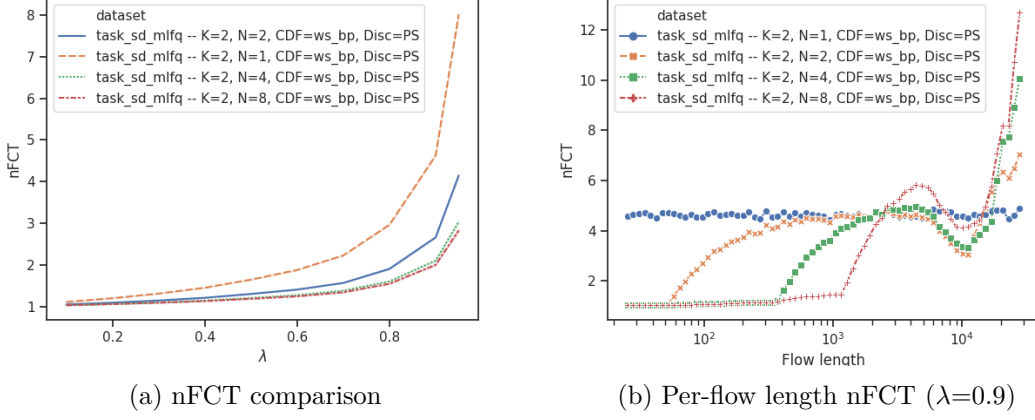 8
7
6
5
4
3
2
1
nFCT
dataset
task_sd_mlfq -- K=2, N=2, CDF=ws_bp, Disc=PS
task_sd_mlfq -- K=2, N=1, CDF=ws_bp, Disc=PS
task_sd_mlfq -- K=2, N=4, CDF=ws_bp, Disc=PS
task_sd_mlfq -- K=2, N=8, CDF=ws_bp, Disc=PS
0.2 0.4 0.6 0.8
λ
(a) nFCT comparison
12
10
8
6
4
2
nFCT
dataset
task_sd_mlfq -- K=2, N=1, CDF=ws_bp, Disc=PS
task_sd_mlfq -- K=2, N=2, CDF=ws_bp, Disc=PS
task_sd_mlfq -- K=2, N=4, CDF=ws_bp, Disc=PS
task_sd_mlfq -- K=2, N=8, CDF=ws_bp, Disc=PS
10² 10³ 10⁴
Flow length
(b) Per-flow length nFCT (λ=0.9)